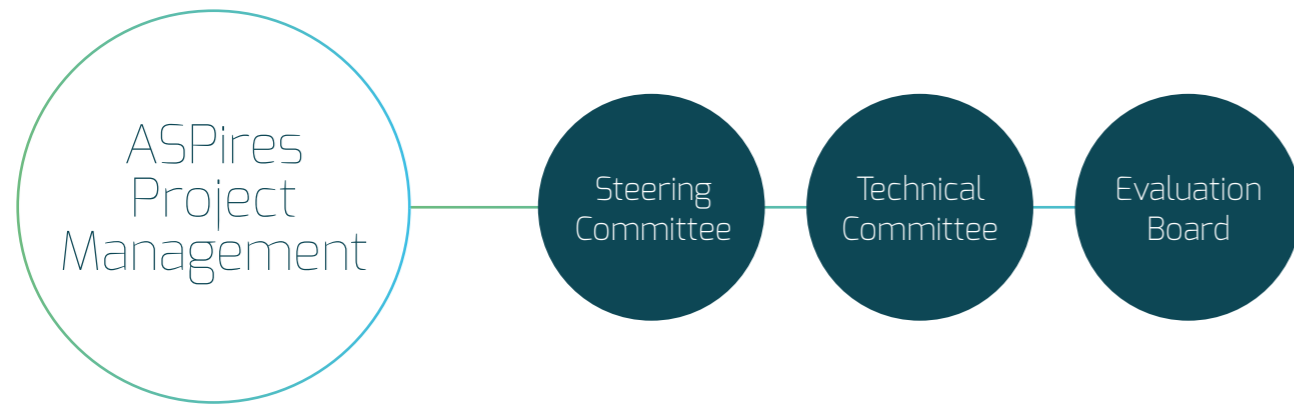 ASPires
Project
Management
Steering
Committee
Technical
Committee
Evaluation
Board